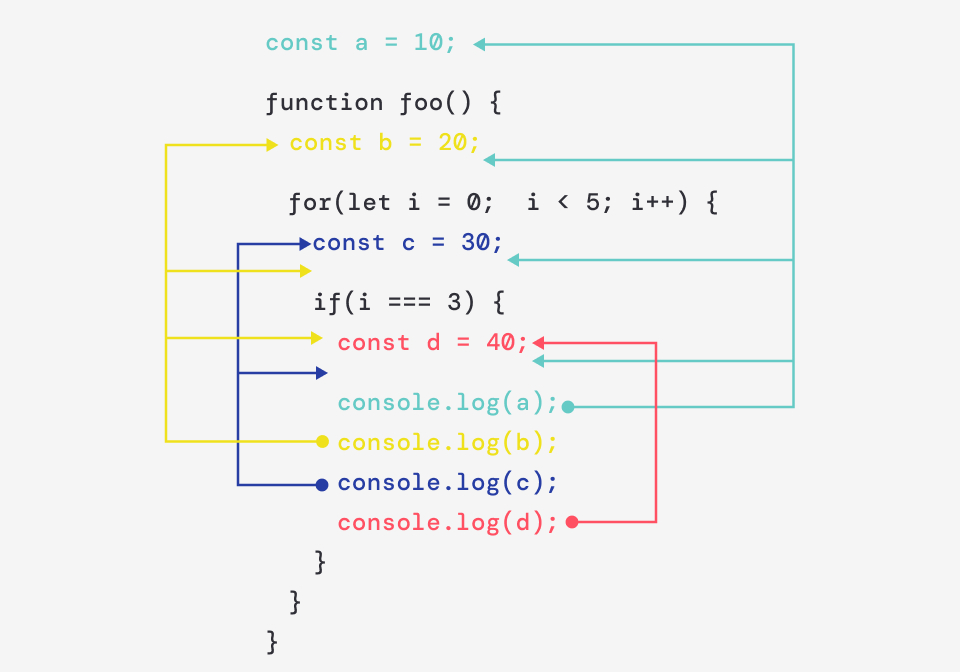 const a = 10;
function foo() {
const b = 20;
for(let i = 0;  i < 5; i++) {
const c = 30;
if(i === 3) {
const d = 40;
console.log(a);
console.log(b);
console.log(c);
console.log(d);
}
}
}